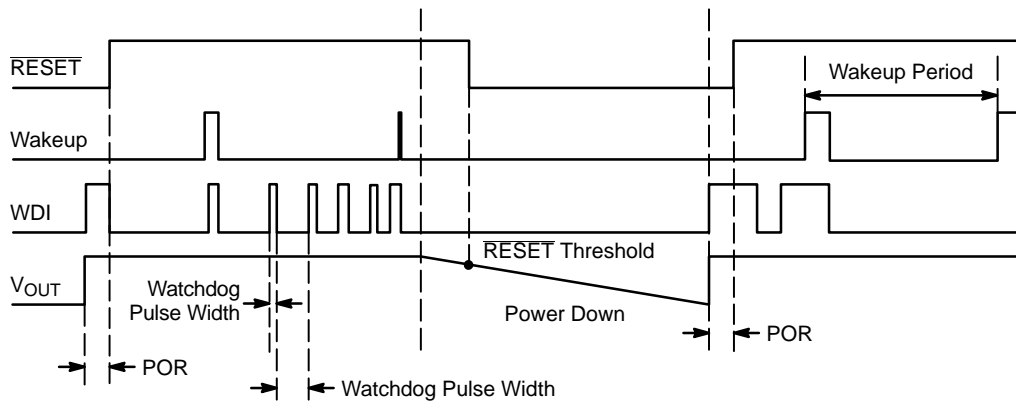 RESET
Wakeup Period
Wakeup
WDI
RESET Threshold
VOUT
Watchdog
Pulse Width
Power Down
POR
POR
Watchdog Pulse Width